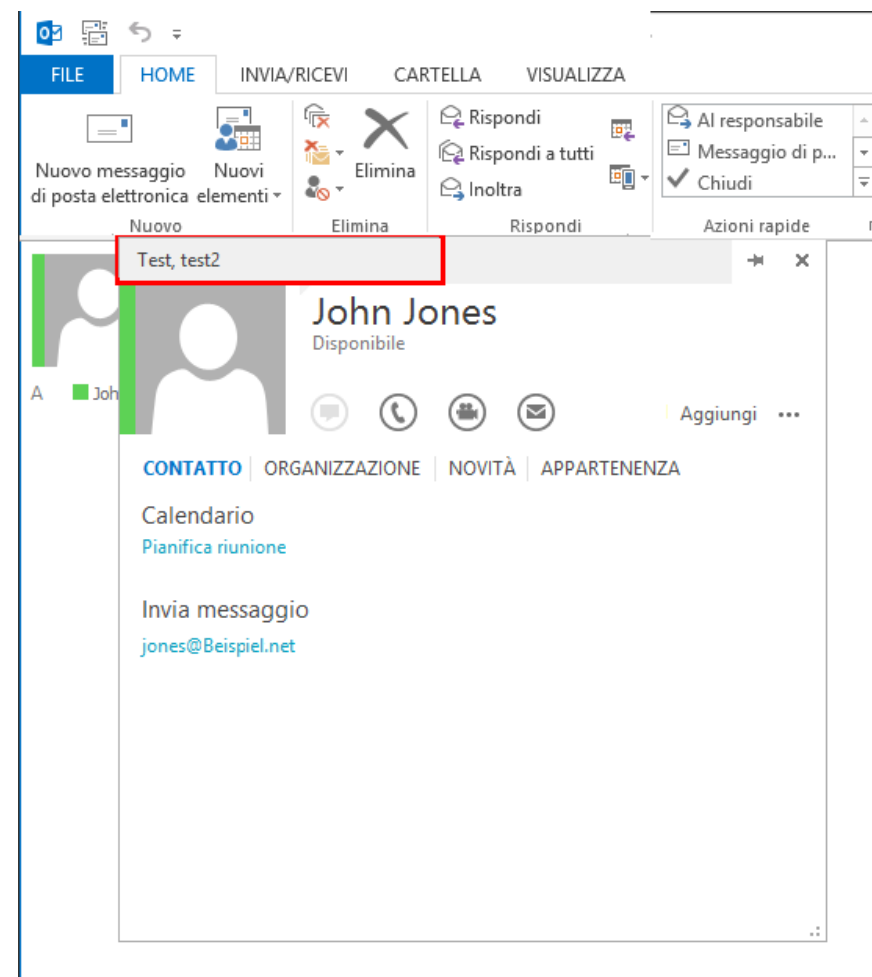 FILE HOME INVIA/RICEVI CARTELLA VISUALIZZA
Nuovo messaggio
di posta elettronica
Nuovi
elementi
Nuovo
Elimina
Elimina
Rispondi
Rispondi a tutti
Inoltra
Rispondi
Al responsabile
Messaggio di p...
Chiudi
Azioni rapide
Test, test2
John Jones
Disponibile
A Joh
Aggiungi
CONTATTO ORGANIZZAZIONE NOVITÀ APPARTENENZA
Calendario
Pianifica riunione
Invia messaggio
jones@Beispiel.net